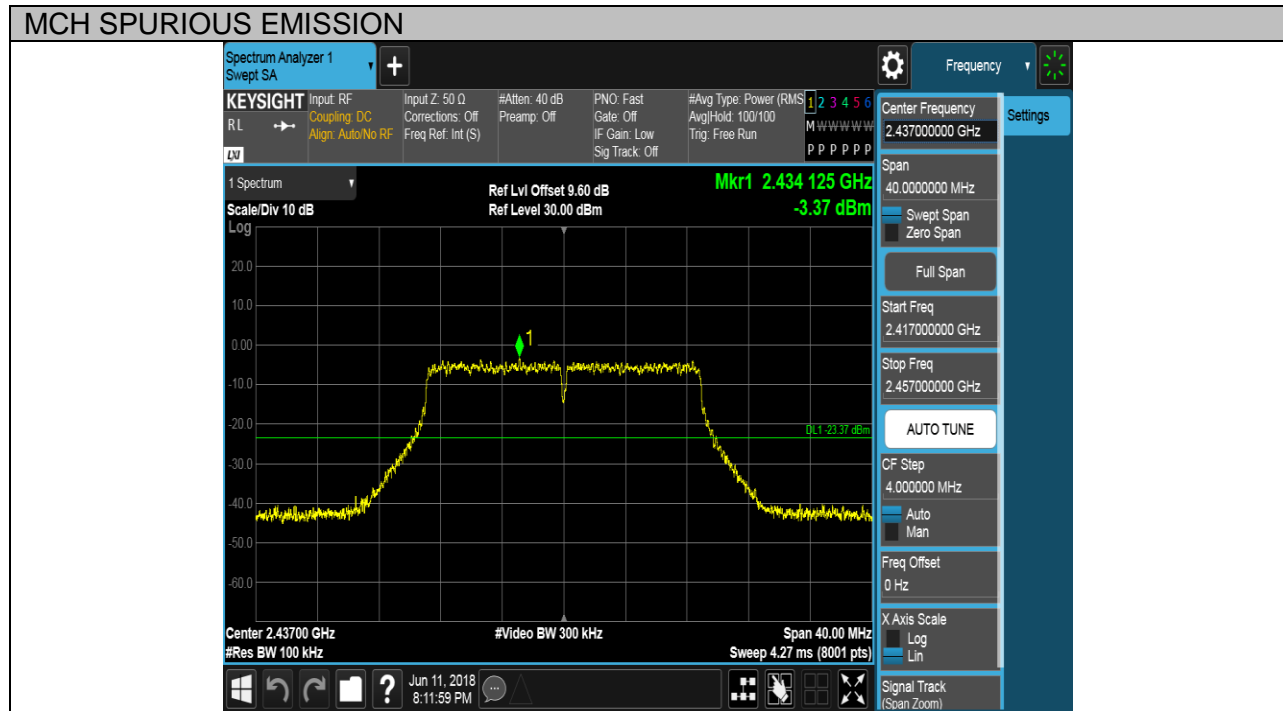 MCH SPURIOUS EMISSION
Spectrum Analyzer 1
Swept SA
+
Frequency
KEYSIGHT
RL
LXI
Input: RF
Coupling: DC
Align: Auto/No RF
Input Z: 50 Ω
Corrections: Off
Freq Ref: Int (S)
#Atten: 40 dB
Preamp: Off
PNO: Fast
Gate: Off
IF Gain: Low
Sig Track: Off
#Avg Type: Power (RMS
Avg|Hold: 100/100
Trig: Free Run
1 2 3 4 5 6
M W W W W W
P P P P P P
1 Spectrum
Scale/Div 10 dB
Log
Ref Lvl Offset 9.60 dB
Ref Level 30.00 dBm
Mkr1 2.434 125 GHz
-3.37 dBm
20.0
10.0
0.00
-10.0
-20.0
-30.0
-40.0
-50.0
-60.0
1
DL1 -23.37 dBm
Center 2.43700 GHz
#Res BW 100 kHz
#Video BW 300 kHz
Span 40.00 MHz
Sweep 4.27 ms (8001 pts)
?
Jun 11, 2018
8:11:59 PM
Center Frequency
2.437000000 GHz
Span
40.0000000 MHz
Swept Span
Zero Span
Full Span
Start Freq
2.417000000 GHz
Stop Freq
2.457000000 GHz
AUTO TUNE
CF Step
4.000000 MHz
Auto
Man
Freq Offset
0 Hz
X Axis Scale
Log
Lin
Signal Track
(Span Zoom)
Settings